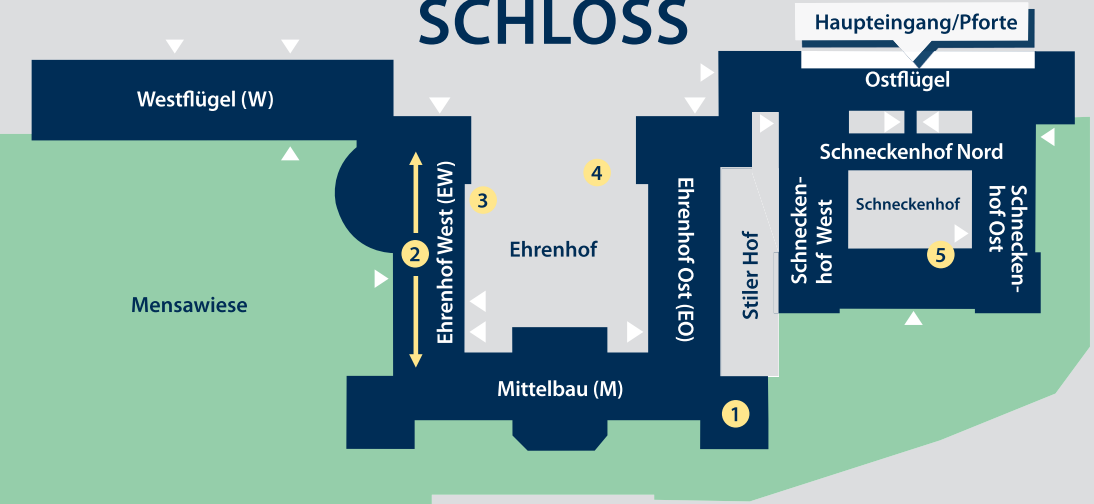 SCHLOSS
Haupteingang/Pforte
Ostflügel
Westflügel (W)
Schneckenhof Nord
Ehrenhof West (EW)
3
4
Ehrenhof Ost (EO)
Schnecken-
hof West
Schneckenhof
Schnecken-
hof Ost
2
Ehrenhof
Stiler Hof
5
Mensawiese
Mittelbau (M)
1